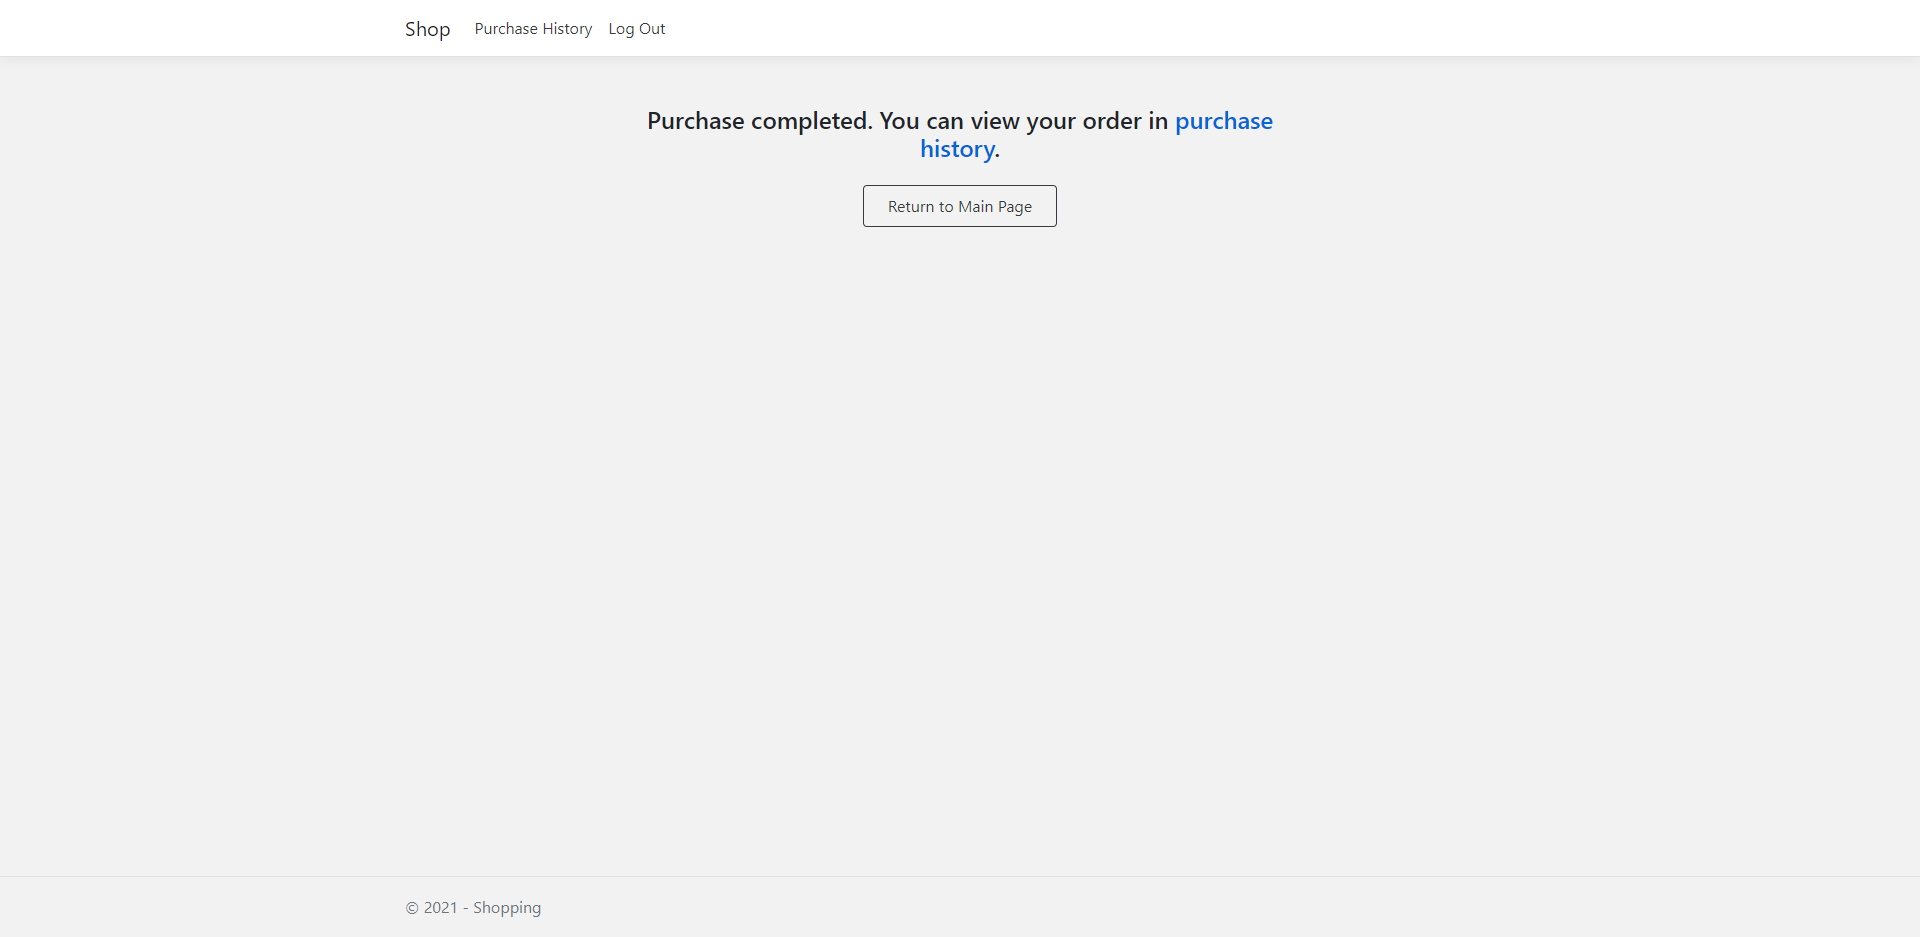 Shop Purchase History Log Out
Purchase completed. You can view your order in purchase
history.
Return to Main Page
© 2021 - Shopping